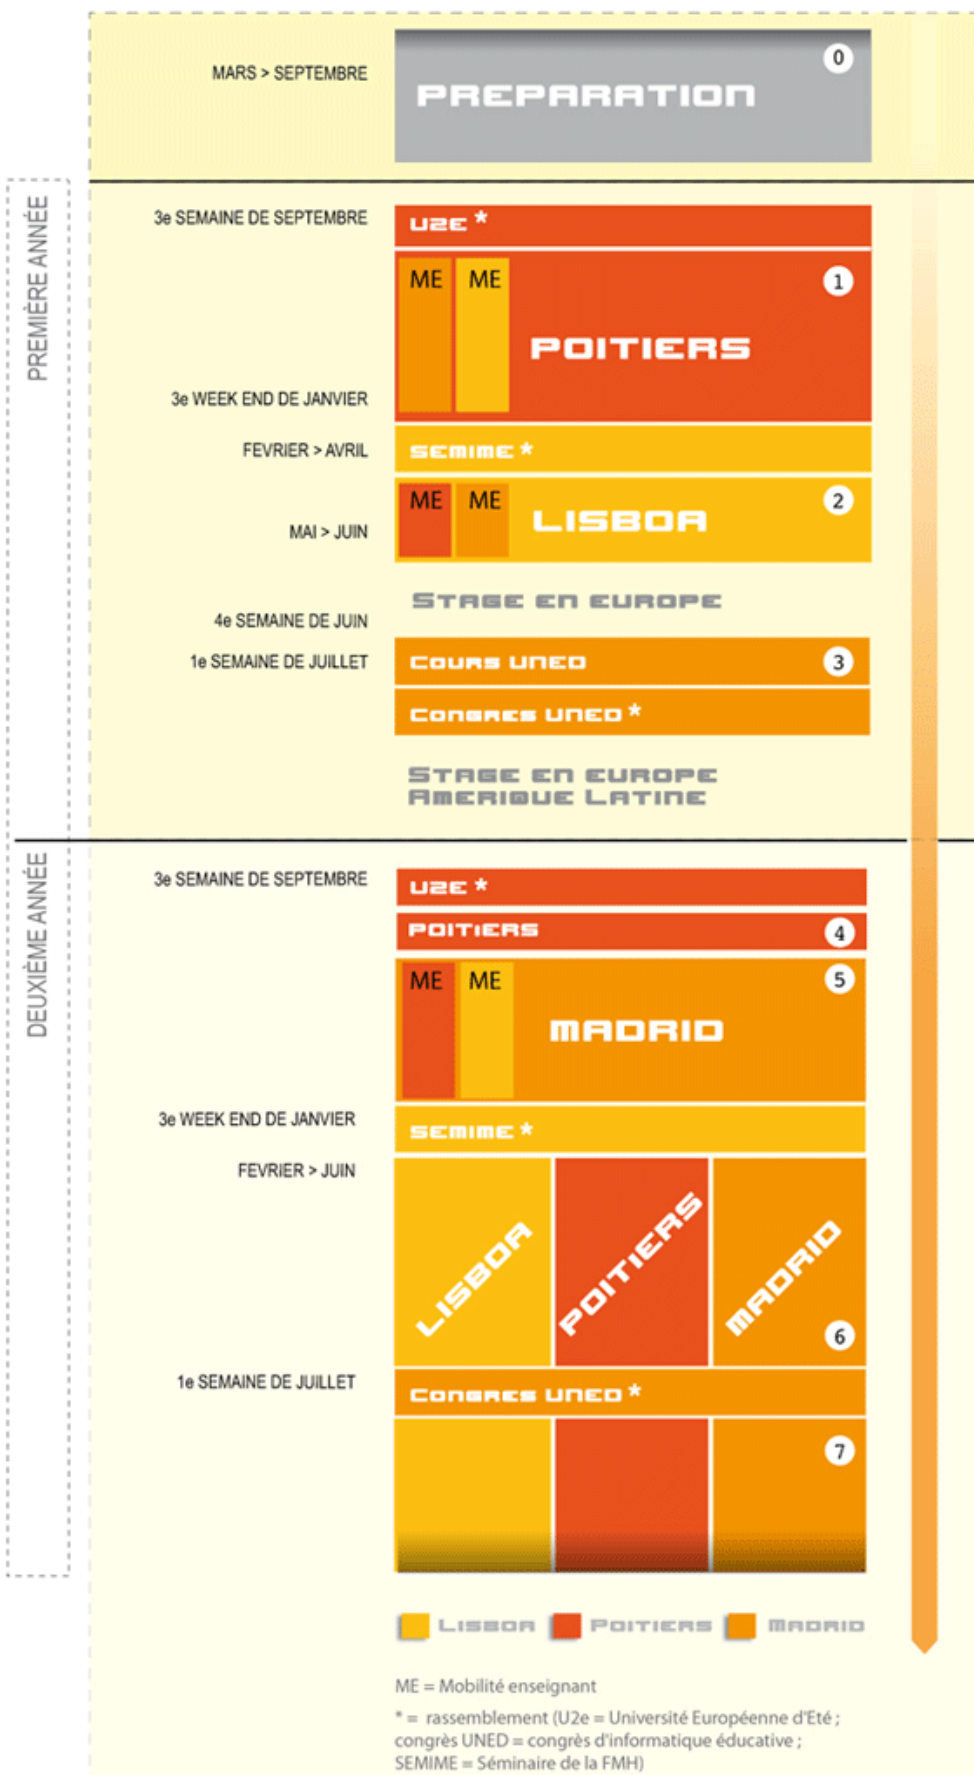 MARS > SEPTEMBRE
0
PREPARATION
PREMIÈRE ANNÉE
3e SEMAINE DE SEPTEMBRE
U2E *
ME ME
1
POITIERS
3e WEEK END DE JANVIER
FEVRIER > AVRIL
SEMIME *
ME ME
2
LISBOA
MAI > JUIN
STAGE EN EUROPE
4e SEMAINE DE JUIN
1e SEMAINE DE JUILLET
COURS UNED
3
CONGRES UNED *
STAGE EN EUROPE
AMERIQUE LATINE
DEUXIÈME ANNÉE
3e SEMAINE DE SEPTEMBRE
U2E *
POITIERS
4
ME ME
5
MADRID
3e WEEK END DE JANVIER
SEMIME *
FEVRIER > JUIN
LISBOA
POITIERS
MADRID
6
1e SEMAINE DE JUILLET
CONGRES UNED *
7
LISBOA POITIERS MADRID
ME = Mobilité enseignant
* = rassemblement (U2e = Université Européenne d'Eté ;
congrès UNED = congrès d'informatique éducative ;
SEMIME = Séminaire de la FMH)